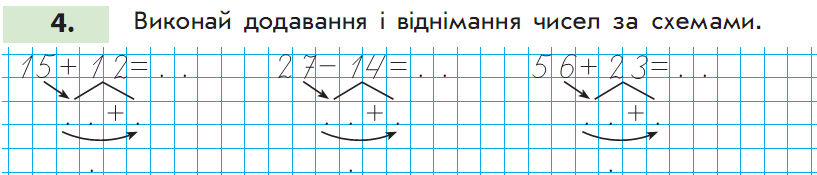 4. Виконай додавання і віднімання чисел за схемами.
15 + 12 = . . 27 − 14 = . . 56 + 23 = . .
. . + . . . + . . . + .
. . .